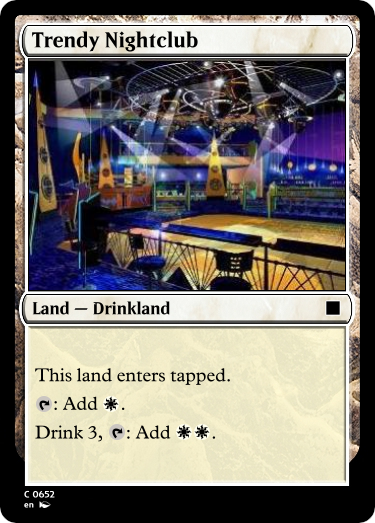 Trendy Nightclub
Land — Drinkland
This land enters tapped.
: Add .
Drink 3, : Add .
C 0652
en